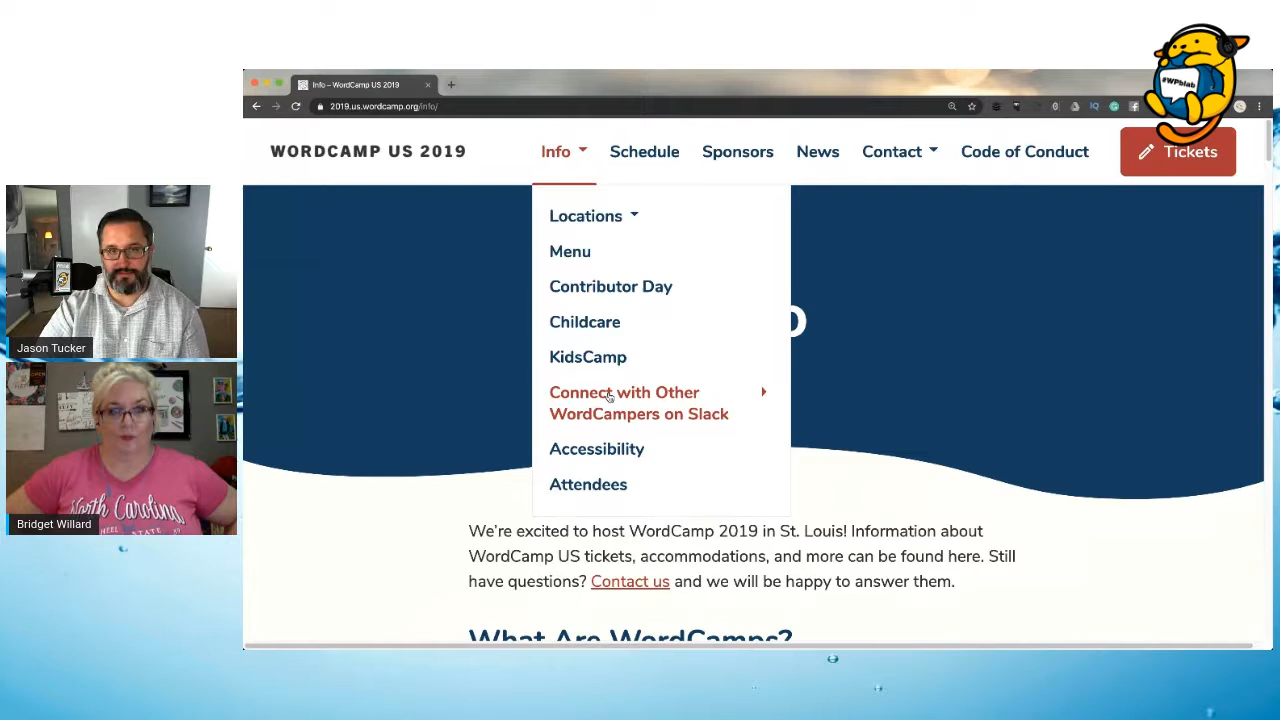 Info – WordCamp US 2019
2019.us.wordcamp.org/info/
#WPblab
WORDCAMP US 2019
Info
Schedule
Sponsors
News
Contact
Code of Conduct
Tickets
Locations
Menu
Contributor Day
Childcare
KidsCamp
Connect with Other
WordCampers on Slack
Accessibility
Attendees
We're excited to host WordCamp 2019 in St. Louis! Information about
WordCamp US tickets, accommodations, and more can be found here. Still
have questions? Contact us and we will be happy to answer them.
What Are WordCamps?
Jason Tucker
North Carolina
Bridget Willard